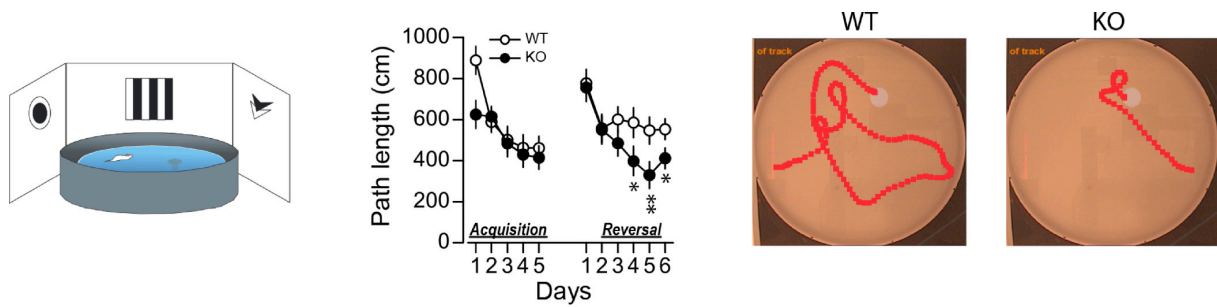 Path length (cm)
1000
800
600
400
200
0
WT
KO
Acquisition
Reversal
*
**
*
1 2 3 4 5 1 2 3 4 5 6
Days
WT
KO
of track
of track